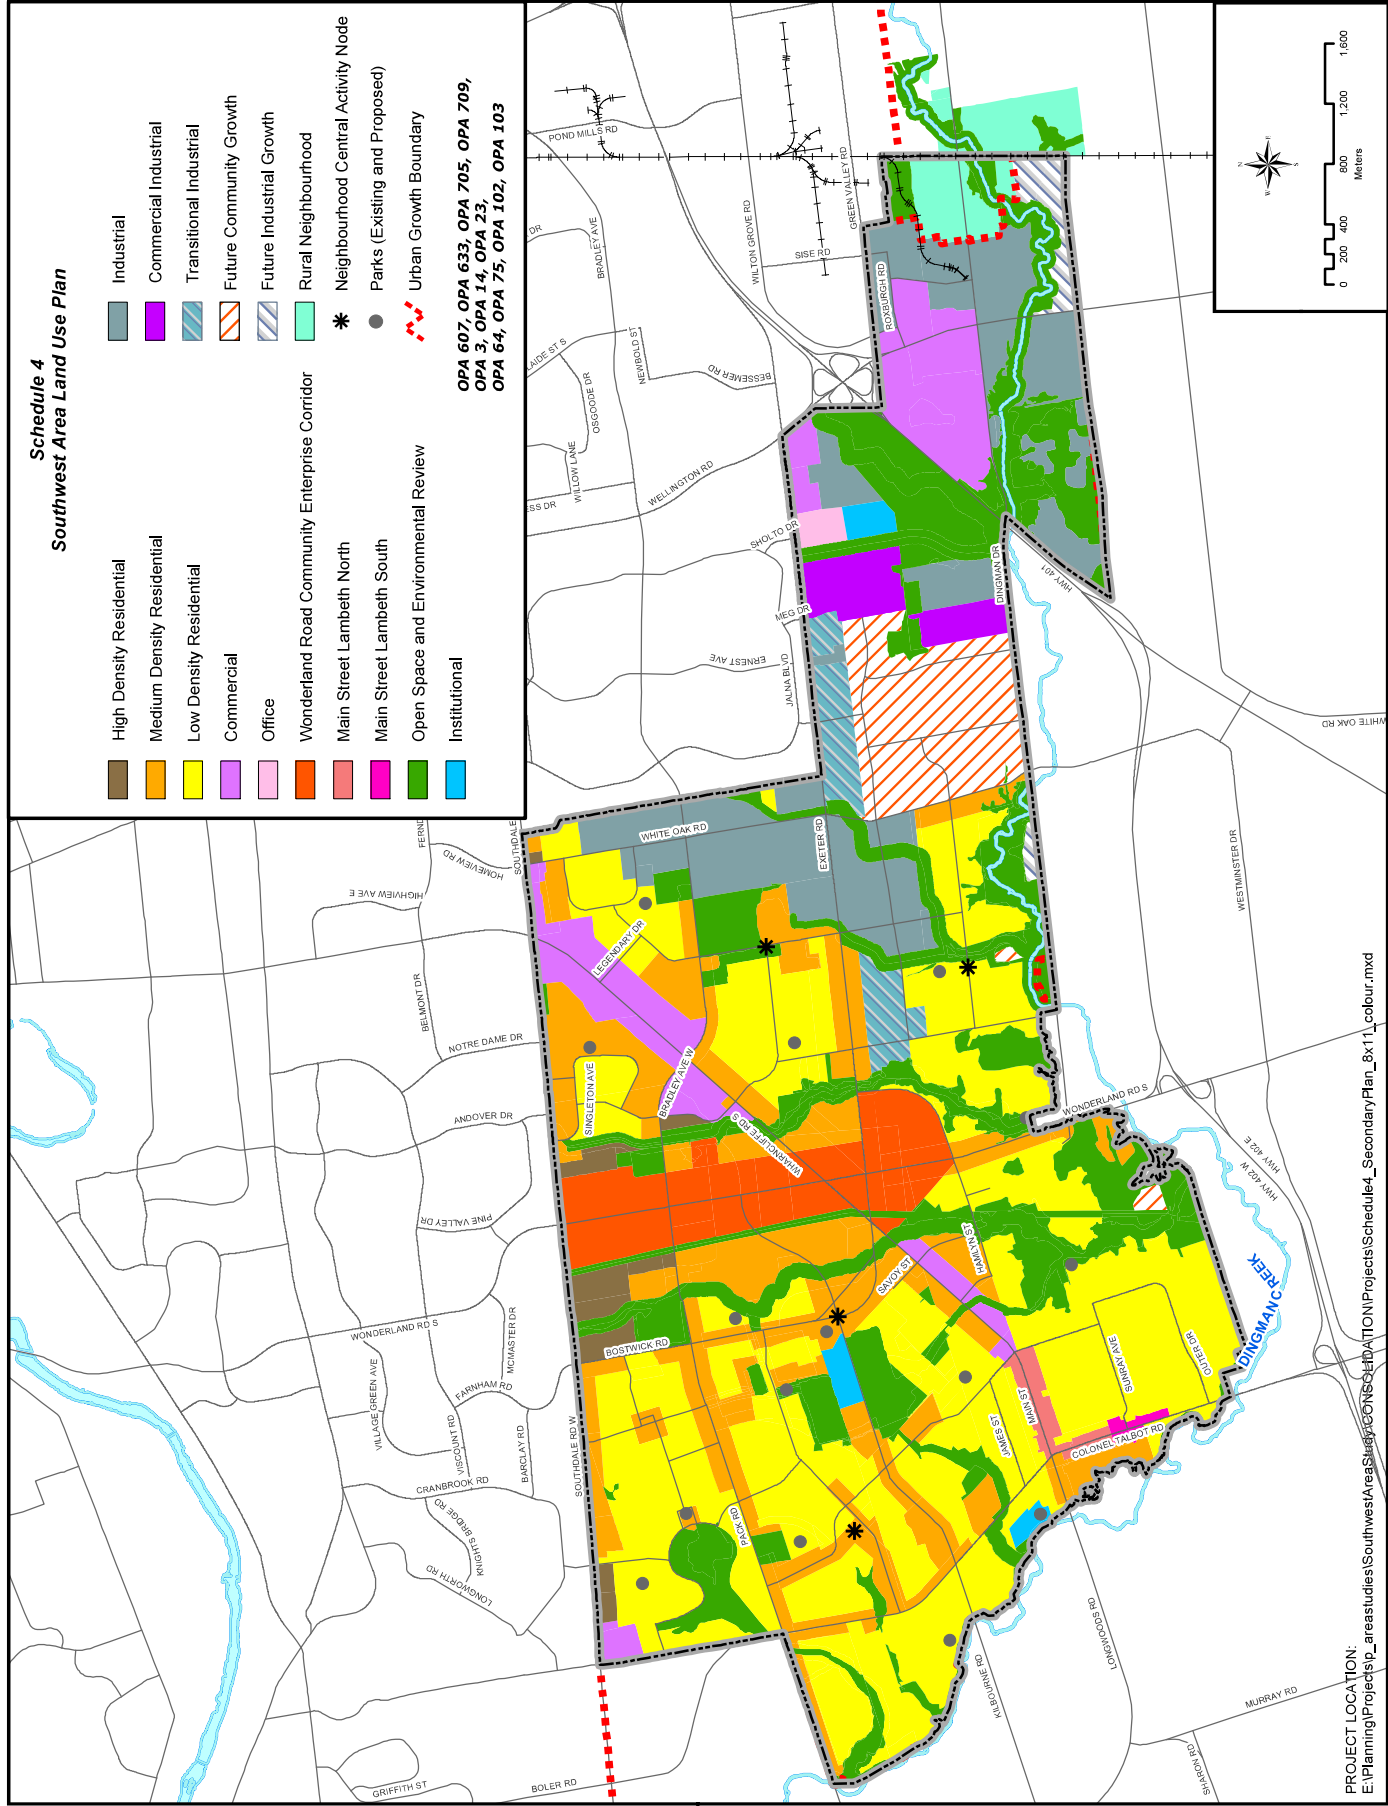 Schedule 4
Southwest Area Land Use Plan
High Density Residential
Medium Density Residential
Low Density Residential
Commercial
Office
Wonderland Road Community Enterprise Corridor
Main Street Lambeth North
Main Street Lambeth South
Open Space and Environmental Review
Institutional
Industrial
Commercial Industrial
Transitional Industrial
Future Community Growth
Future Industrial Growth
Rural Neighbourhood
Neighbourhood Central Activity Node
Parks (Existing and Proposed)
Urban Growth Boundary
OPA 607, OPA 633, OPA 705, OPA 709,
OPA 3, OPA 14, OPA 23,
OPA 64, OPA 75, OPA 102, OPA 103
POND MILLS RD
BRADLEY AVE
DR
WILTON GROVE RD
GREEN VALLEY RD
SISE RD
ROXBURGH RD
LAIDE ST S
NEWBOLD ST
OSGOODE DR
BESSEMER RD
WILLOW LANE
ESS DR
WELLINGTON RD
SHOLTO DR
MEG DR
ERNEST AVE
JALNA BLVD
DINGMAN DR
HWY 401
WHITE OAK RD
WESTMINSTER DR
FERND
HOMEVIEW RD
SOUTHDALE
HIGHVIEW AVE E
WHITE OAK RD
EXETER RD
LEGENDARY DR
BELMONT DR
NOTRE DAME DR
ANDOVER DR
SINGLETON AVE
BRADLEY AVE W
WHARNCLIFFE RD S
WONDERLAND RD S
HWY 402 E
HWY 402 W
PINE VALLEY DR
WONDERLAND RD S
MCMASTER DR
VILLAGE GREEN AVE
FARNHAM RD
VISCOUNT RD
BARCLAY RD
CRANBROOK RD
KNIGHTS BRIDGE RD
LONGWORTH RD
SOUTHDALE RD W
BOSTWICK RD
SAVOY ST
HAMLYN ST
PACK RD
JAMES ST
MAIN ST
SUNRAY AVE
OUTER DR
COLONEL TALBOT RD
DINGMAN CREEK
LONGWOODS RD
KILBOURNE RD
MURRAY RD
SHARON RD
BOLER RD
GRIFFITH ST
N
E
S
W
0 200 400 800 1,200 1,600
Meters
PROJECT LOCATION:
E:\Planning\Projects\p_areastudies\SouthwestAreaStudy\CONSOLIDATION\Projects\Schedule4_SecondaryPlan_8x11_colour.mxd